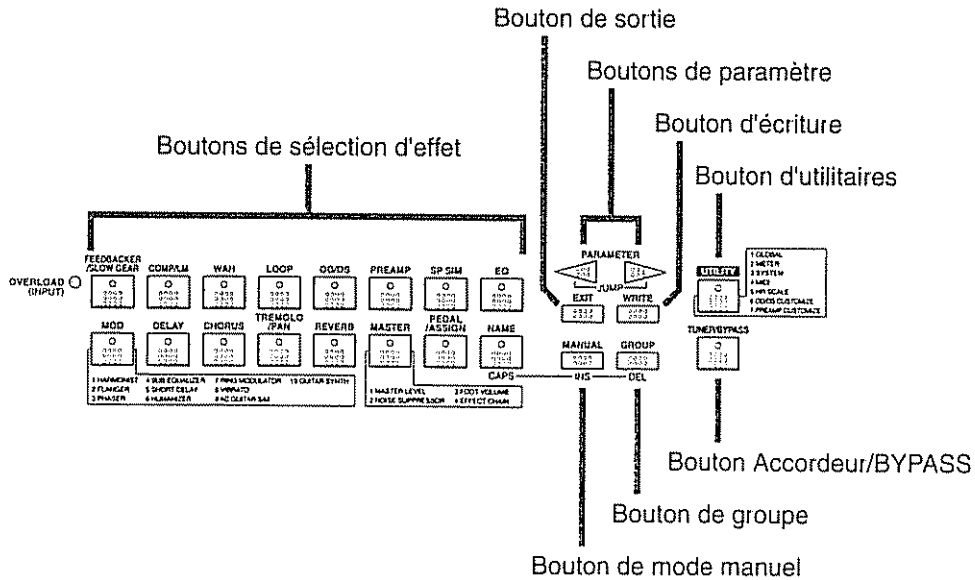 Bouton de sortie
Boutons de paramètre
Bouton d'écriture
Boutons de sélection d'effet
Bouton d'utilitaires
OVERLOAD
(INPUT)
FEEDBACKER
/SLOW GEAR
COMP/LM
WAH
LOOP
OD/DS
PREAMP
SP SIM
EQ
PARAMETER
JUMP
EXIT
WRITE
UTILITY
1 GLOBAL
2 METER
3 SYSTEM
4 MIDI
5 HR SCALE
6 OD/DS CUSTOMIZE
7 PREAMP CUSTOMIZE
MOD
DELAY
CHORUS
TREMOLO
/PAN
REVERB
MASTER
PEDAL
/ASSIGN
NAME
MANUAL
GROUP
TUNER/BYPASS
CAPS
INS
DEL
1 HARMONIST 4 SUB EQUALIZER 7 RING MODULATOR 10 GUITAR SYNTH
2 FLANGER 5 SHORT DELAY 8 VIBRATO
3 PHASER 6 HUMANIZER 9 AC GUITAR SIM
1 MASTER LEVEL 3 FOOT VOLUME
2 NOISE SUPPRESSOR 4 EFFECT CHAIN
Bouton Accordeur/BYPASS
Bouton de groupe
Bouton de mode manuel